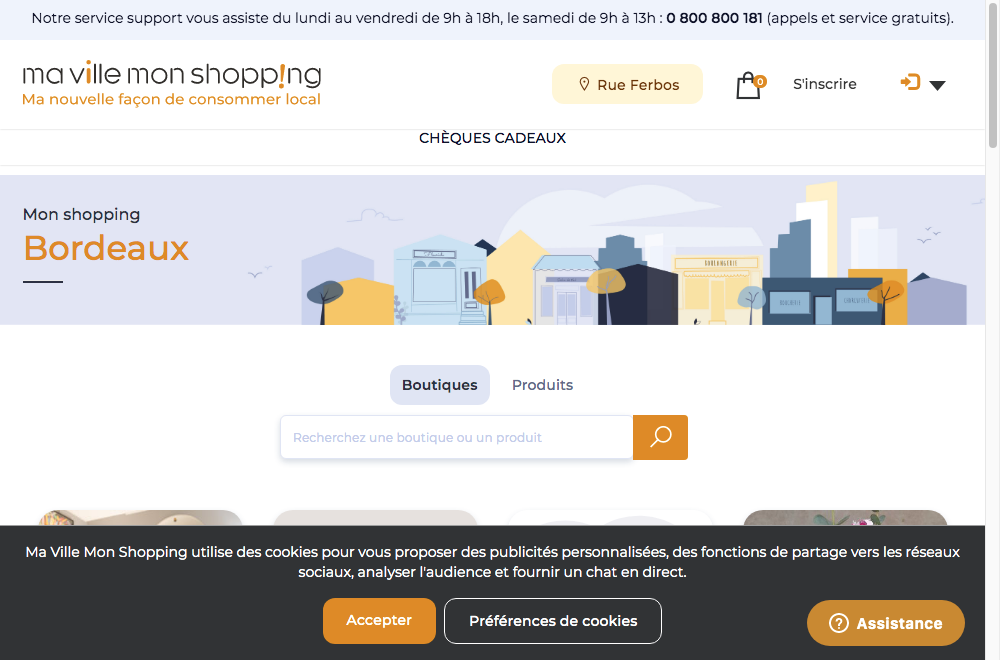 Notre service support vous assiste du lundi au vendredi de 9h à 18h, le samedi de 9h à 13h : 0 800 800 181 (appels et service gratuits).
ma ville mon shopp!ng
Ma nouvelle façon de consommer local
Rue Ferbos
0
S'inscrire
CHÈQUES CADEAUX
Mon shopping
Bordeaux
BOULANGERIE
Boutiques
Produits
Recherchez une boutique ou un produit
Ma Ville Mon Shopping utilise des cookies pour vous proposer des publicités personnalisées, des fonctions de partage vers les réseaux
sociaux, analyser l'audience et fournir un chat en direct.
Accepter
Préférences de cookies
Assistance